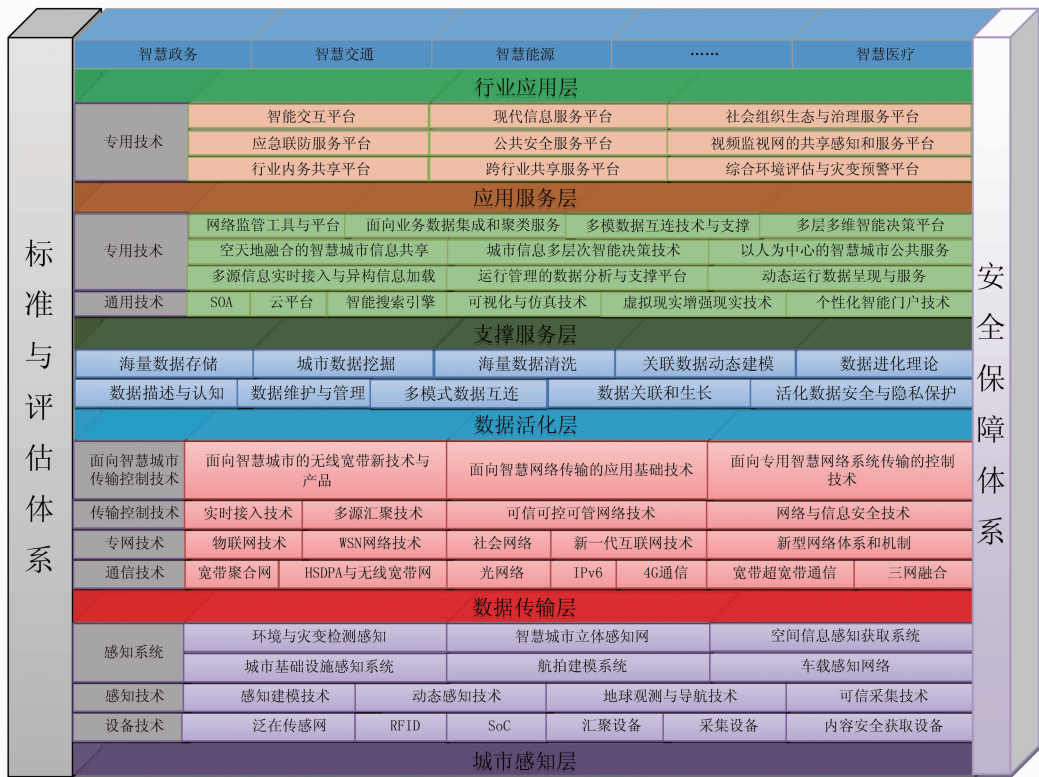 标准与评估体系
智慧政务 智慧交通 智慧能源 …… 智慧医疗
行业应用层
专用技术
智能交互平台 现代信息服务平台 社会组织生态与治理服务平台
应急联防服务平台 公共安全服务平台 视频监视网的共享感知和服务平台
行业内务共享平台 跨行业共享服务平台 综合环境评估与灾变预警平台
应用服务层
专用技术
网络监管工具与平台 面向业务数据集成和聚类服务 多模数据互连技术与支撑 多层多维智能决策平台
空天地融合的智慧城市信息共享 城市信息多层次智能决策技术 以人为中心的智慧城市公共服务
多源信息实时接入与异构信息加载 运行管理的数据分析与支撑平台 动态运行数据呈现与服务
通用技术 SOA 云平台 智能搜索引擎 可视化与仿真技术 虚拟现实增强现实技术 个性化智能门户技术
支撑服务层
海量数据存储 城市数据挖掘 海量数据清洗 关联数据动态建模 数据进化理论
数据描述与认知 数据维护与管理 多模式数据互连 数据关联和生长 活化数据安全与隐私保护
数据活化层
面向智慧城市
传输控制技术
面向智慧城市的无线宽带新技术与
产品
面向智慧网络传输的应用基础技术
面向专用智慧网络系统传输的控制
技术
传输控制技术 实时接入技术 多源汇聚技术 可信可控可管网络技术 网络与信息安全技术
专网技术 物联网技术 WSN网络技术 社会网络 新一代互联网技术 新型网络体系和机制
通信技术 宽带聚合网 HSDPA与无线宽带网 光网络 IPv6 4G通信 宽带超宽带通信 三网融合
数据传输层
感知系统
环境与灾变检测感知 智慧城市立体感知网 空间信息感知获取系统
城市基础设施感知系统 航拍建模系统 车载感知网络
感知技术 感知建模技术 动态感知技术 地球观测与导航技术 可信采集技术
设备技术 泛在传感网 RFID SoC 汇聚设备 采集设备 内容安全获取设备
城市感知层
安全保障体系